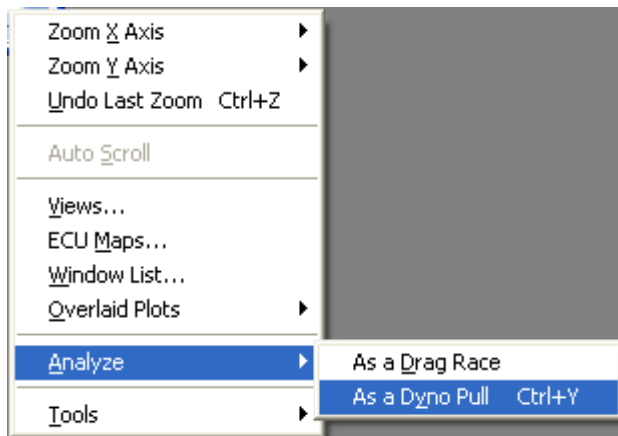 Zoom X Axis
Zoom Y Axis
Undo Last Zoom Ctrl+Z
Auto Scroll
Views...
ECU Maps...
Window List...
Overlaid Plots
Analyze
As a Drag Race
As a Dyno Pull Ctrl+Y
Tools